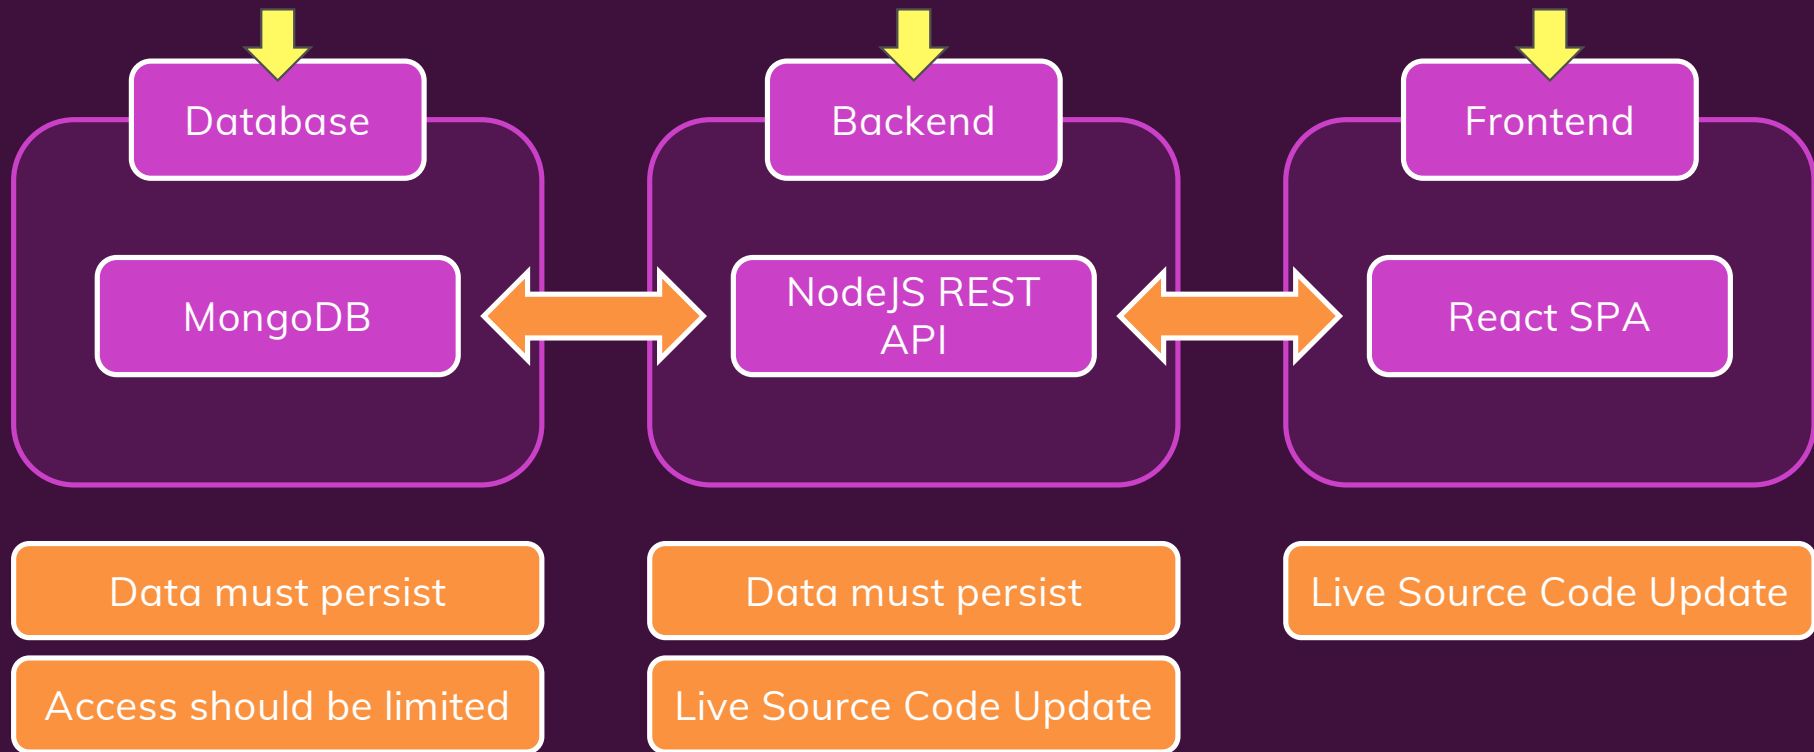 Database
Backend
Frontend
MongoDB
NodeJS REST
API
React SPA
Data must persist
Data must persist
Live Source Code Update
Access should be limited
Live Source Code Update